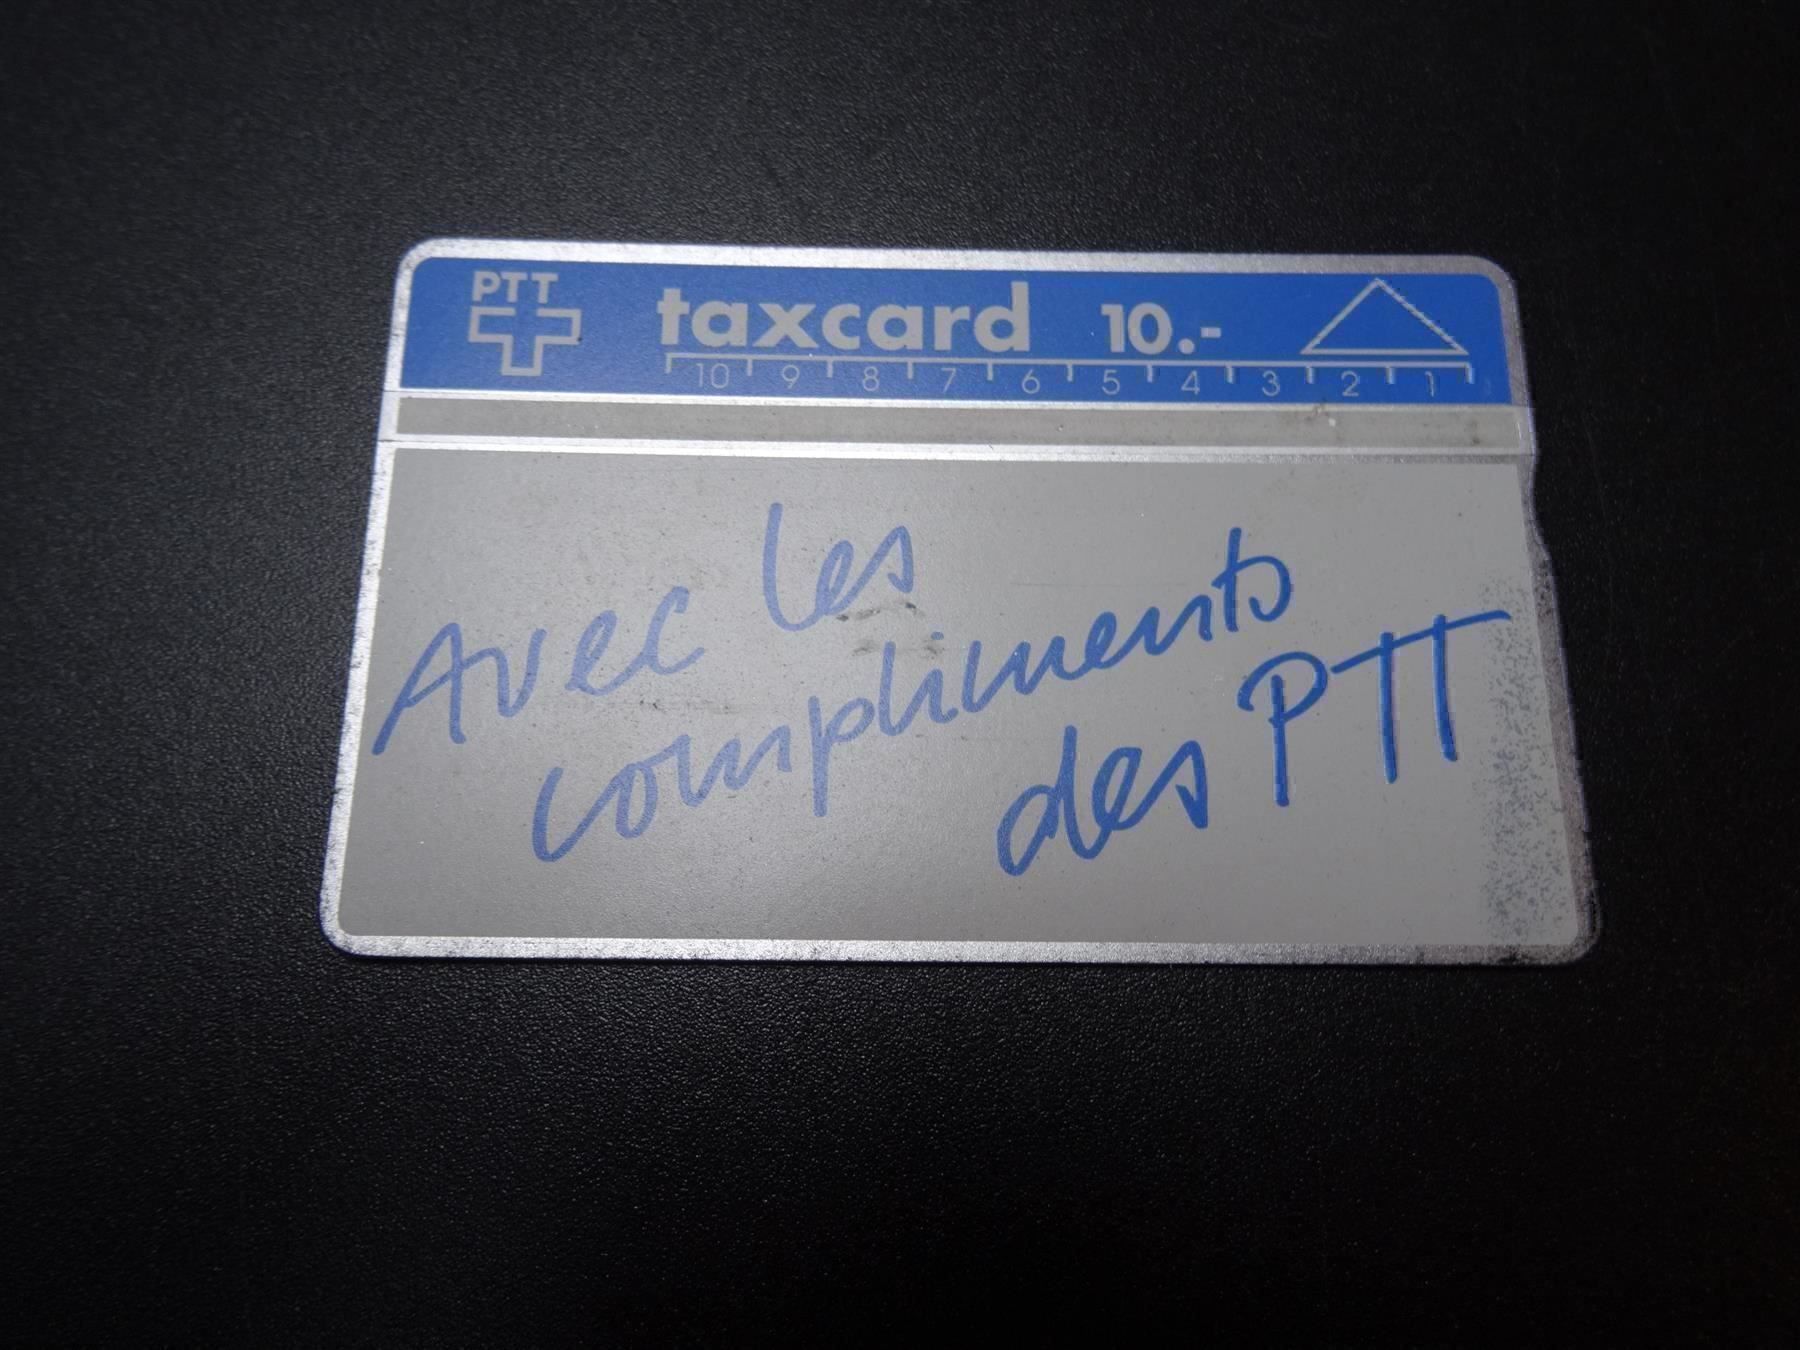 PTT
taxcard 10.-
10 9 8 7 6 5 4 3 2 1
Avec les
compliments
des PTT